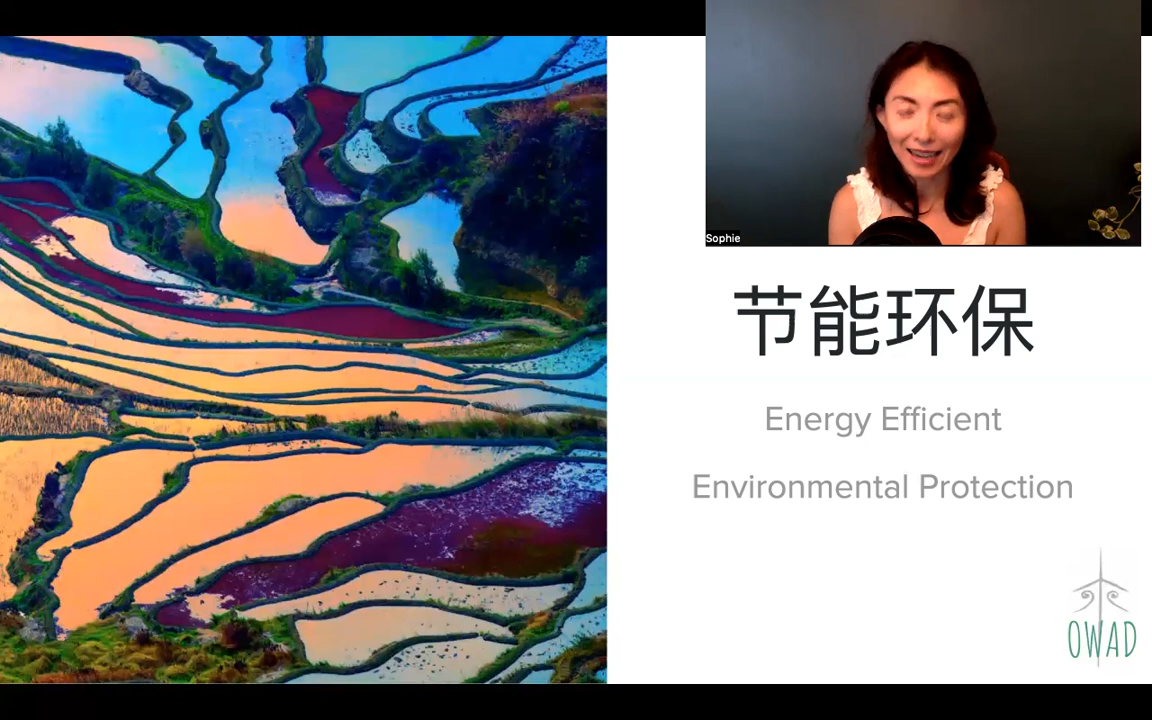 Sophie
节能环保
Energy Efficient
Environmental Protection
OWAD